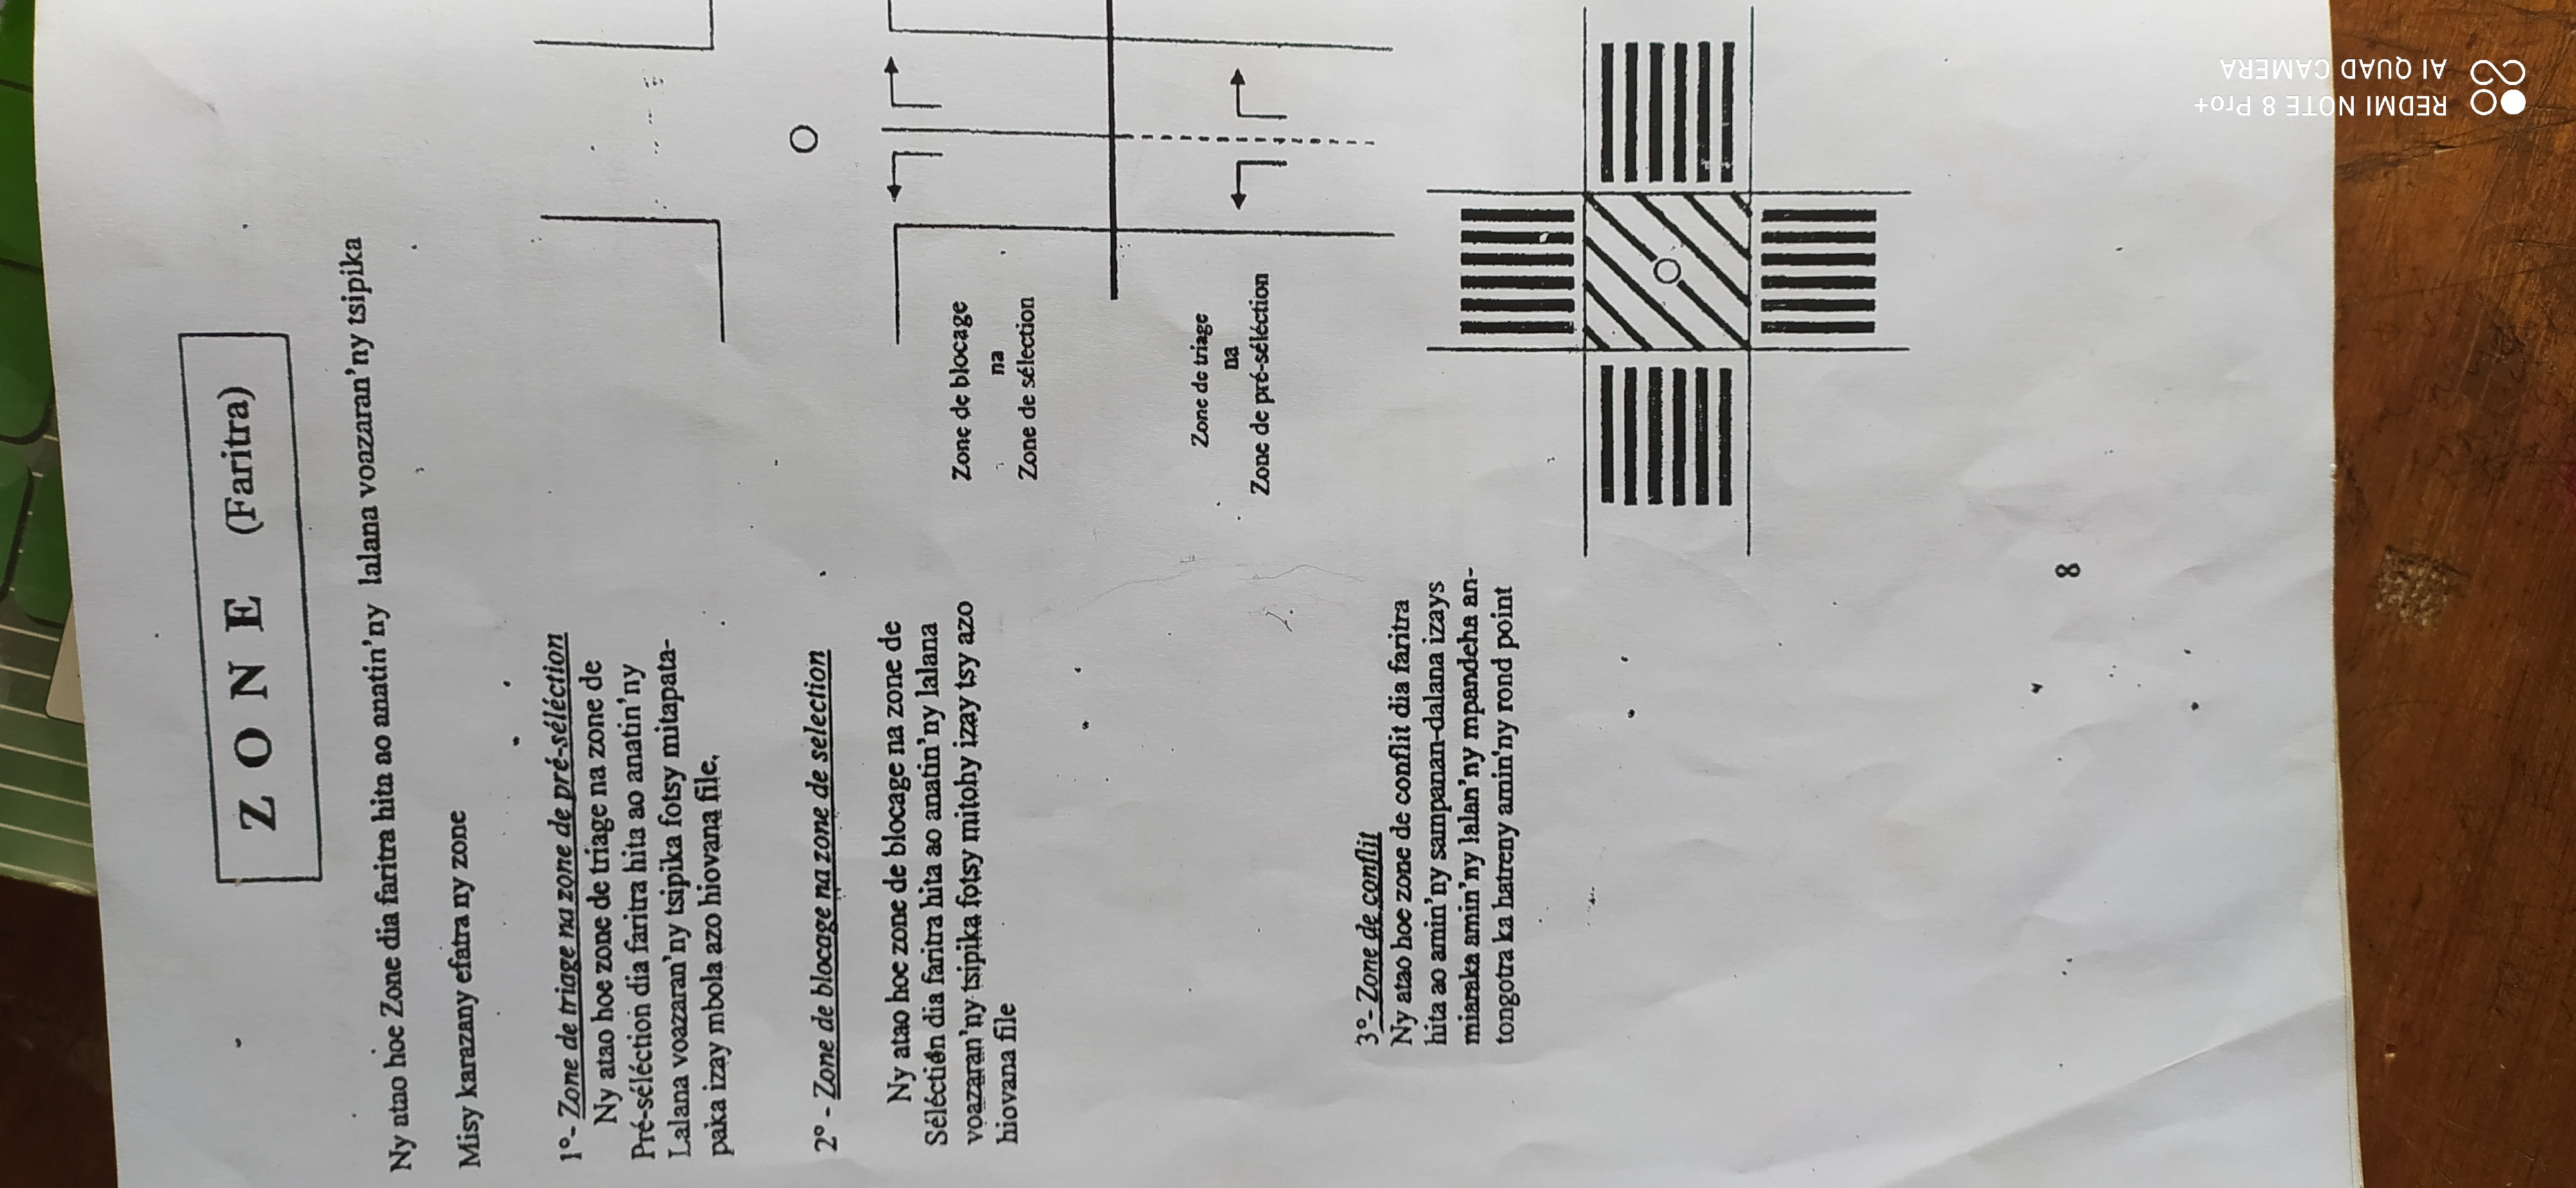 Z O N E (Faritra)
Ny atao hoe Zone dia faritra hita ao anatin'ny lalana voazaran'ny tsipika
Misy karazany efatra ny zone
1°- Zone de triage na zone de pré-séléction
Ny atao hoe zone de triage na zone de
Pré-séléction dia faritra hita ao anatin'ny
Lalana voazaran'ny tsipika fotsy mitapata-
paka izay mbola azo hiovana file,
2° - Zone de blocage na zone de sélection
Ny atao hoe zone de blocage na zone de
Séléctión dia faritra hita ao anatin'ny lalana
voazaran'ny tsipika fotsy mitohy izay tsy azo
hiovana file
Zone de blocage
na
Zone de sélection
Zone de triage
na
Zone de pré-séléction
3°- Zone de conflit
Ny atao hoe zone de conflit dia faritra
hita ao amin'ny sampanan-dalana izays
miaraka amin'ny lalan'ny mpandeha an-
tongotra ka hatreny amin'ny rond point
8
REDMI NOTE 8 Pro+
AI QUAD CAMERA